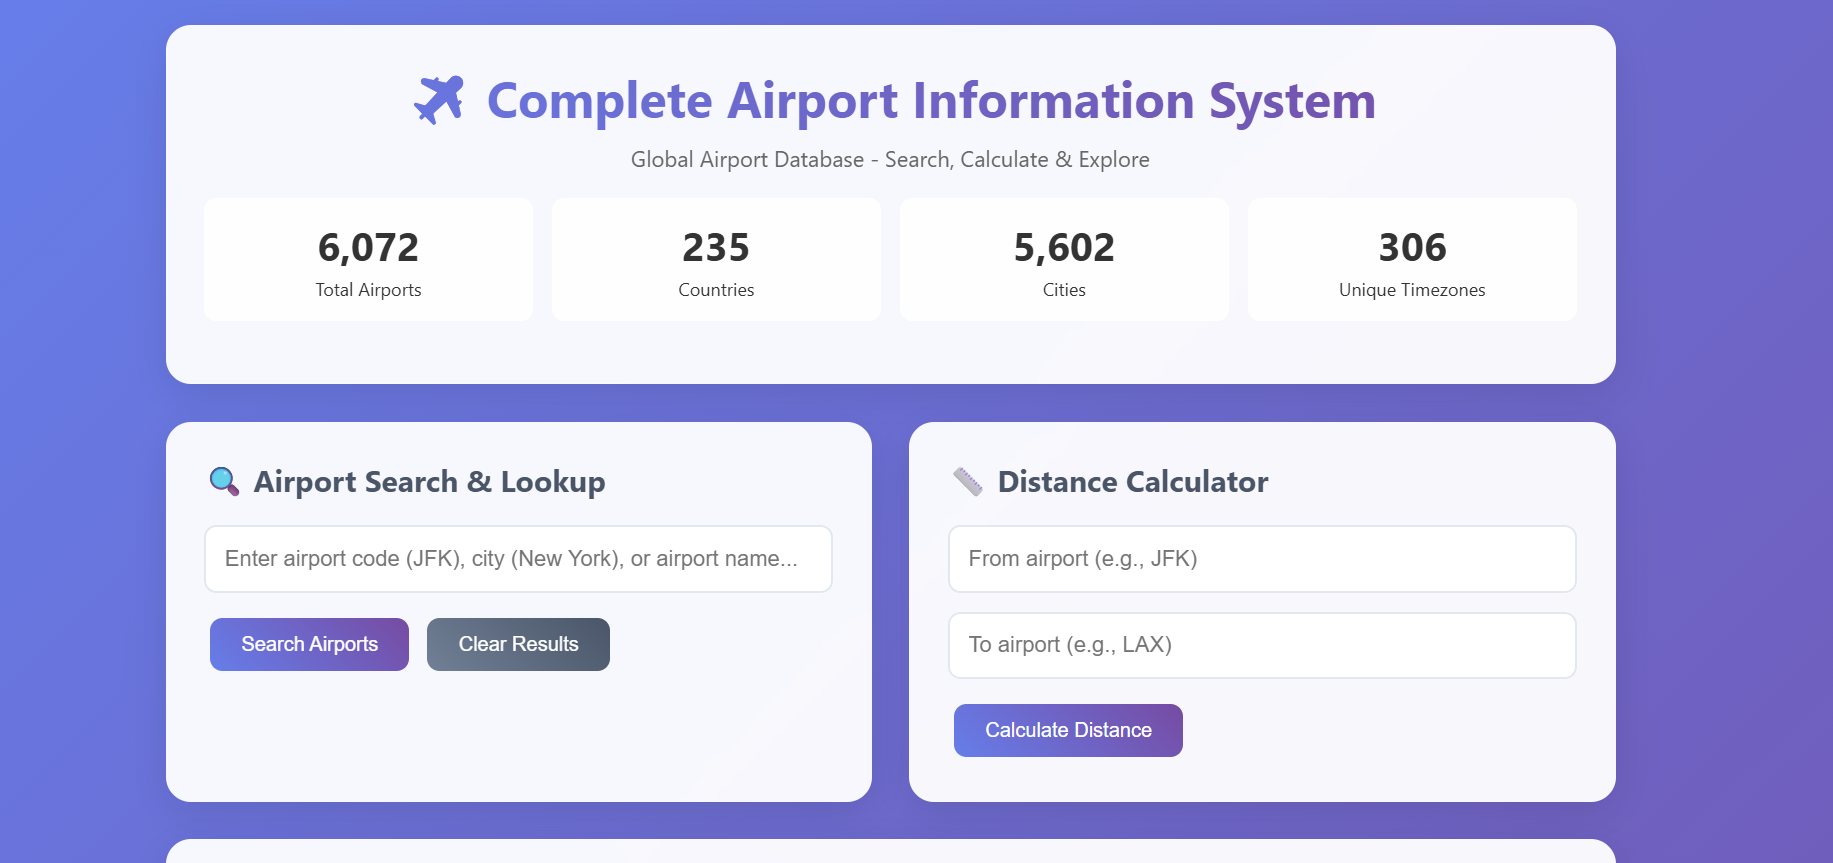 Complete Airport Information System
Global Airport Database - Search, Calculate & Explore
6,072
Total Airports
235
Countries
5,602
Cities
306
Unique Timezones
Airport Search & Lookup
Enter airport code (JFK), city (New York), or airport name...
Search Airports
Clear Results
Distance Calculator
From airport (e.g., JFK)
To airport (e.g., LAX)
Calculate Distance